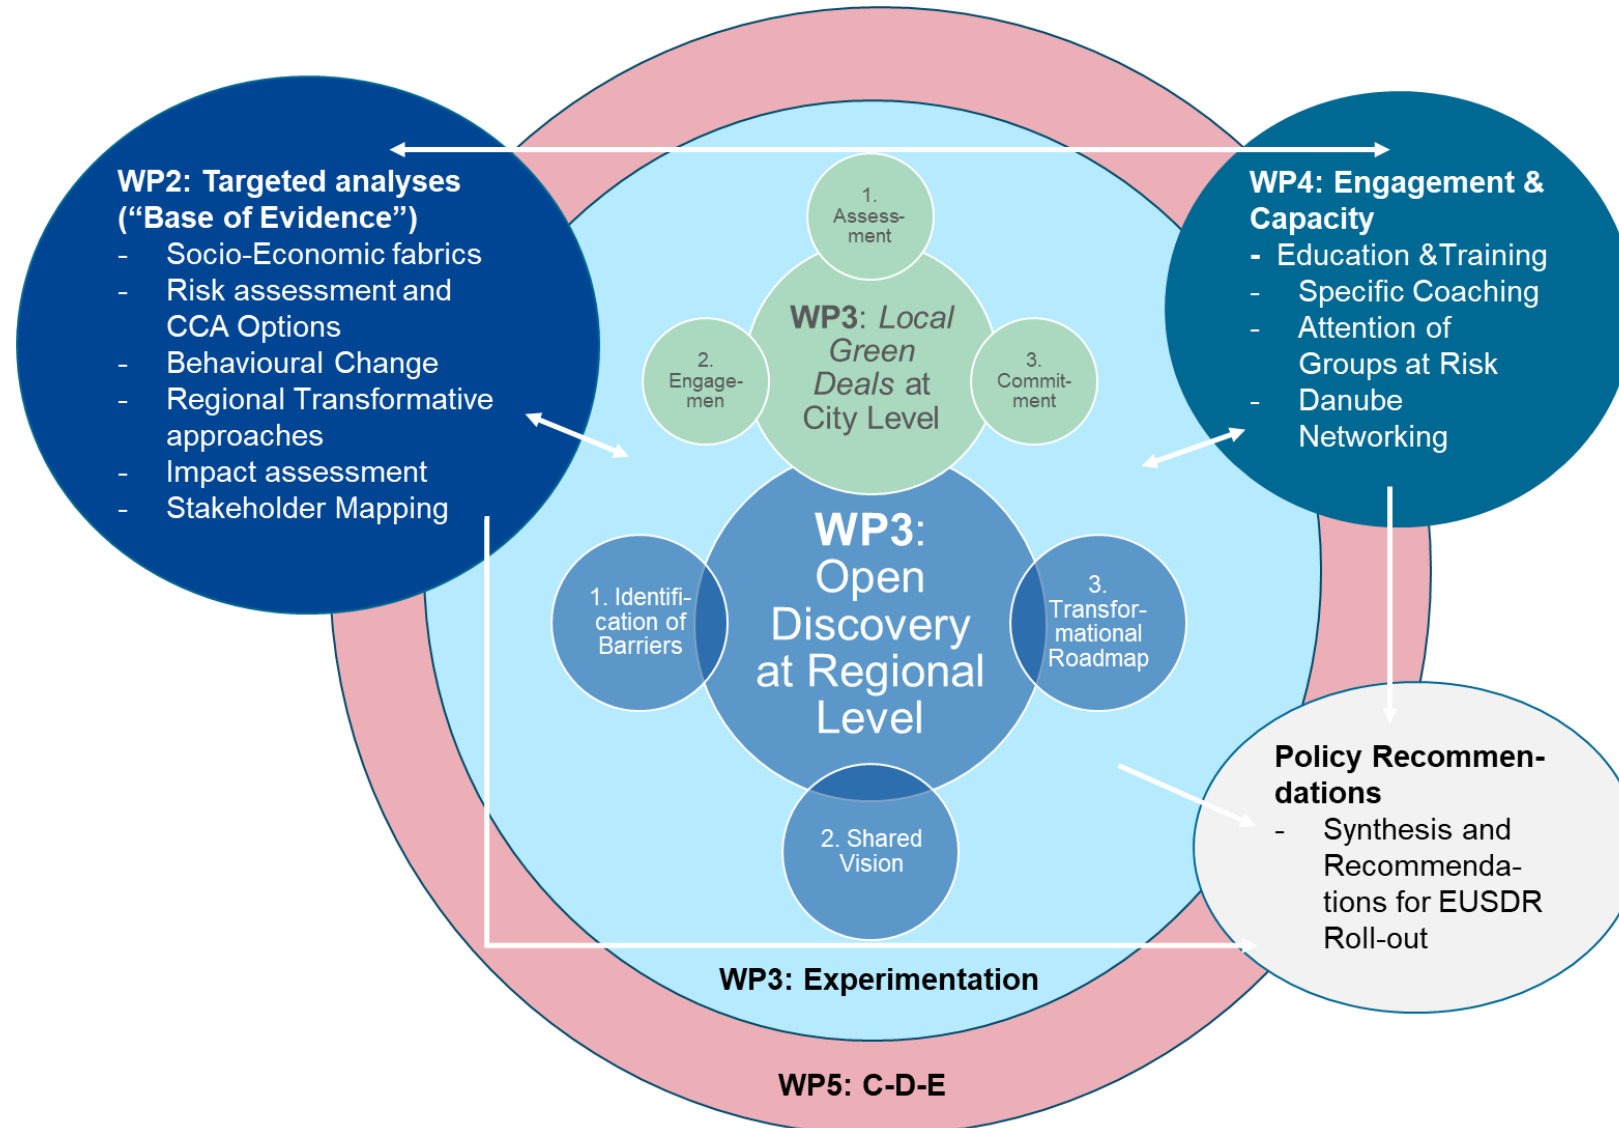 WP2: Targeted analyses
(“Base of Evidence”)
- Socio-Economic fabrics
- Risk assessment and
CCA Options
- Behavioural Change
- Regional Transformative
approaches
- Impact assessment
- Stakeholder Mapping
1.
Assess-
ment
WP3: Local
Green
Deals at
City Level
2.
Engage-
men
3.
Commit-
ment
WP4: Engagement &
Capacity
- Education &Training
- Specific Coaching
- Attention of
Groups at Risk
- Danube
Networking
WP3:
Open
Discovery
at Regional
Level
1. Identifi-
cation of
Barriers
2. Shared
Vision
3.
Transfor-
mational
Roadmap
Policy Recommen-
dations
- Synthesis and
Recommenda-
tions for EUSDR
Roll-out
WP3: Experimentation
WP5: C-D-E